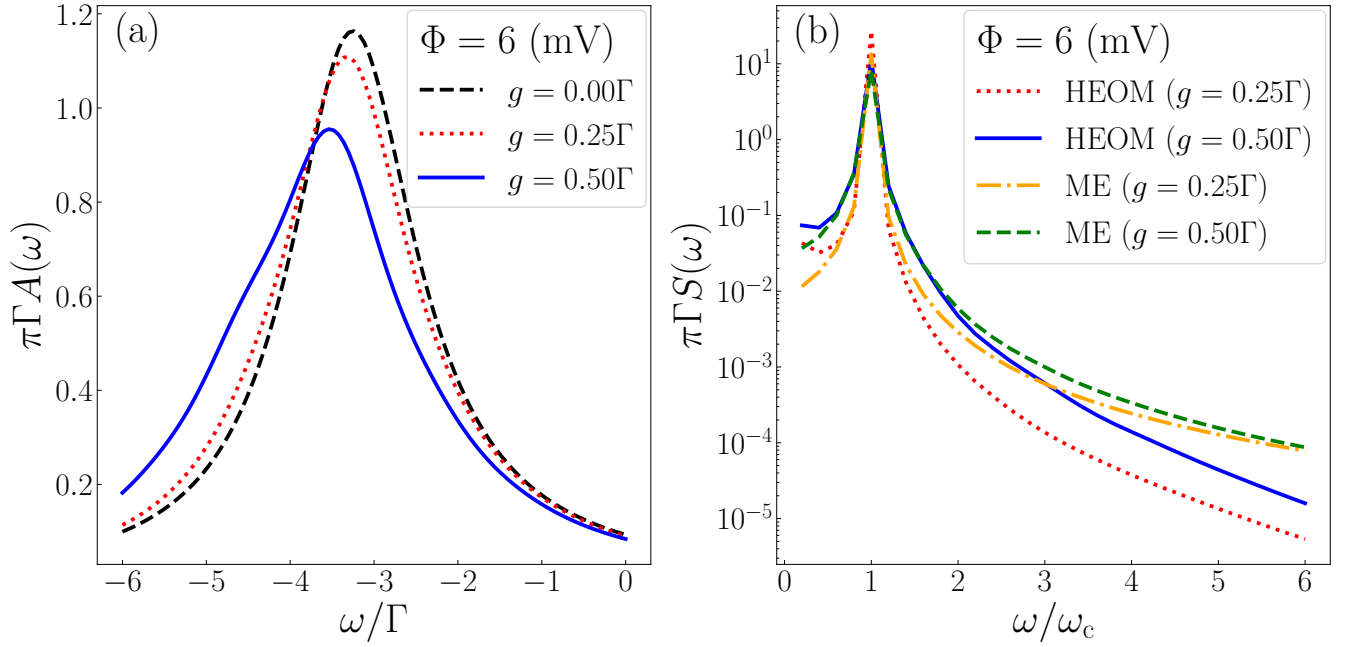 (a)
Φ = 6 (mV)
g = 0.00Γ
g = 0.25Γ
g = 0.50Γ
1.2
1.0
0.8
0.6
0.4
0.2
πΓA(ω)
−6 −5 −4 −3 −2 −1 0
ω/Γ
(b)
Φ = 6 (mV)
HEOM (g = 0.25Γ)
HEOM (g = 0.50Γ)
ME (g = 0.25Γ)
ME (g = 0.50Γ)
10¹
10⁰
10⁻¹
10⁻²
10⁻³
10⁻⁴
10⁻⁵
πΓS(ω)
0 1 2 3 4 5 6
ω/ω_c